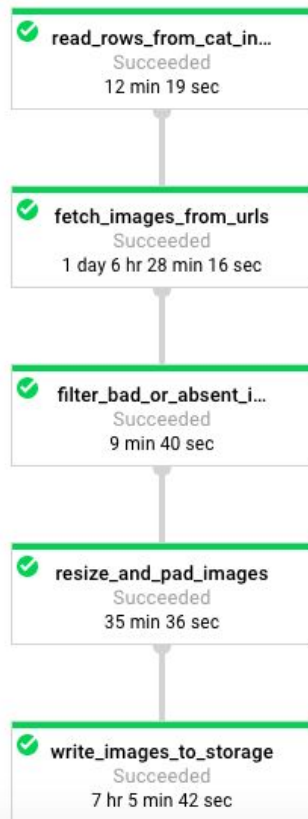 read_rows_from_cat_in...
Succeeded
12 min 19 sec
fetch_images_from_urls
Succeeded
1 day 6 hr 28 min 16 sec
filter_bad_or_absent_i...
Succeeded
9 min 40 sec
resize_and_pad_images
Succeeded
35 min 36 sec
write_images_to_storage
Succeeded
7 hr 5 min 42 sec